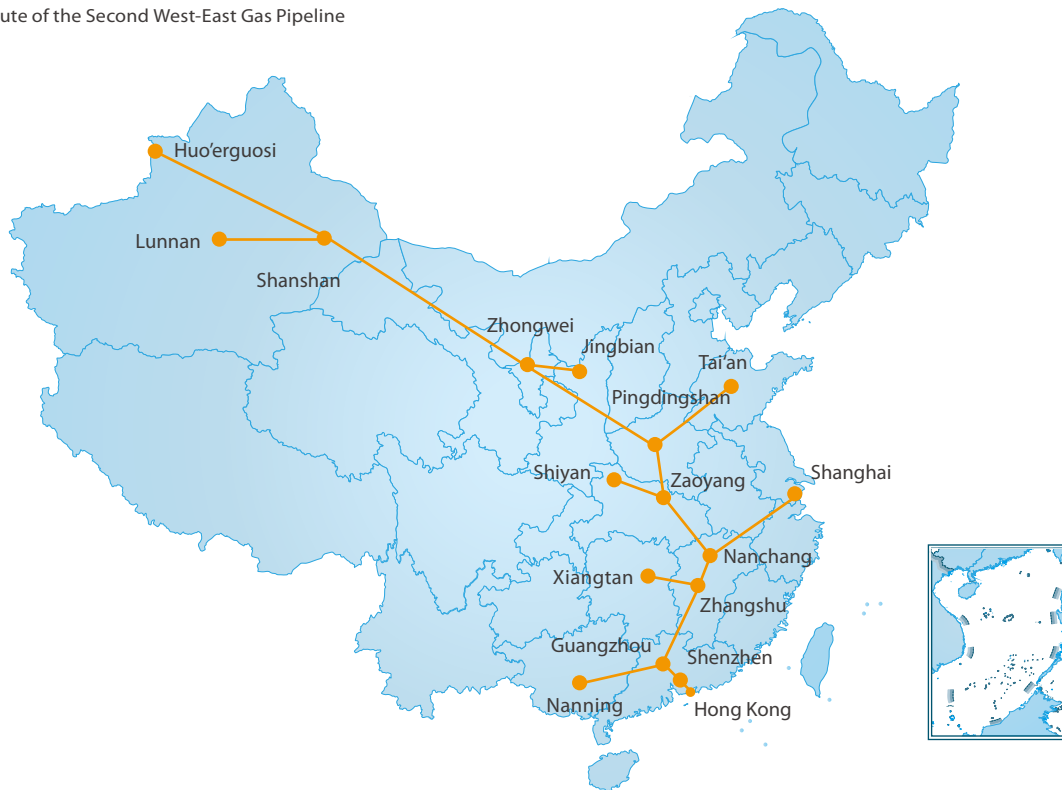 ute of the Second West-East Gas Pipeline
Huo’erguosi
Lunnan
Shanshan
Zhongwei
Jingbian
Tai’an
Pingdingshan
Shiyan
Zaoyang
Shanghai
Nanchang
Xiangtan
Zhangshu
Guangzhou
Shenzhen
Nanning
Hong Kong